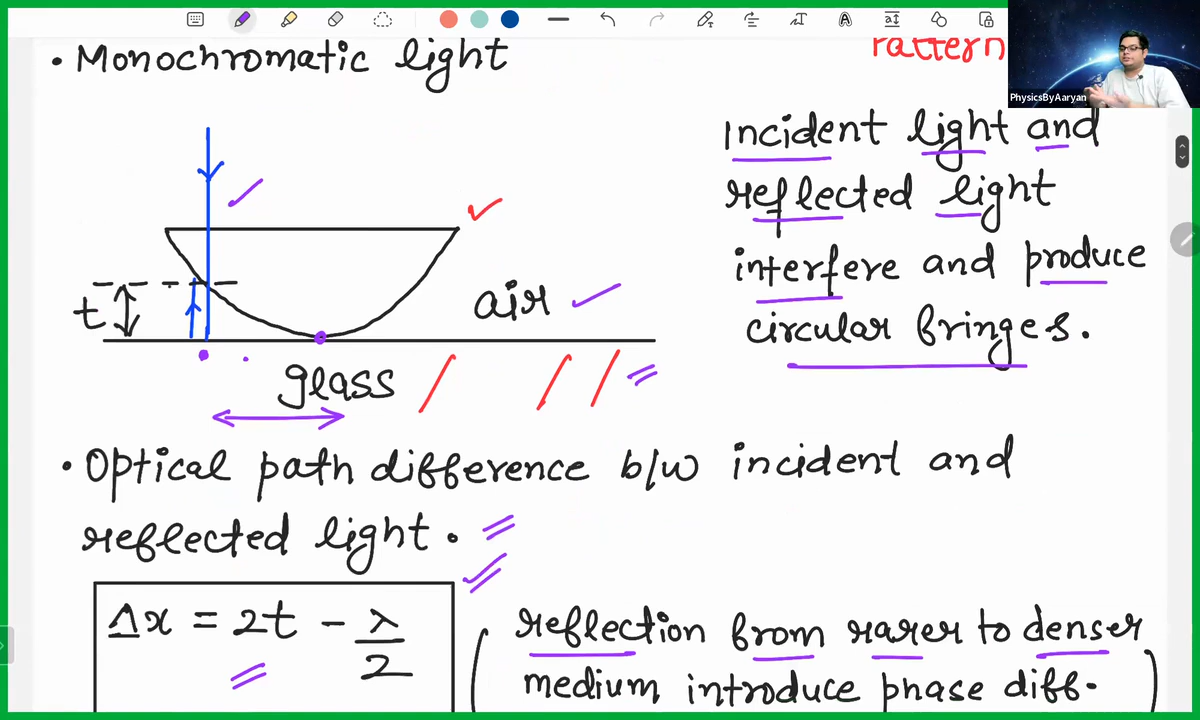 • Monochromatic light
Pattern
PhysicsByAaryan
Incident light and
reflected light
interfere and produce
circular fringes.
t
air
glass
• Optical path difference b/w incident and
reflected light.
Δx = 2t - λ/2
( reflection from rarer to denser
medium introduce phase diff. )